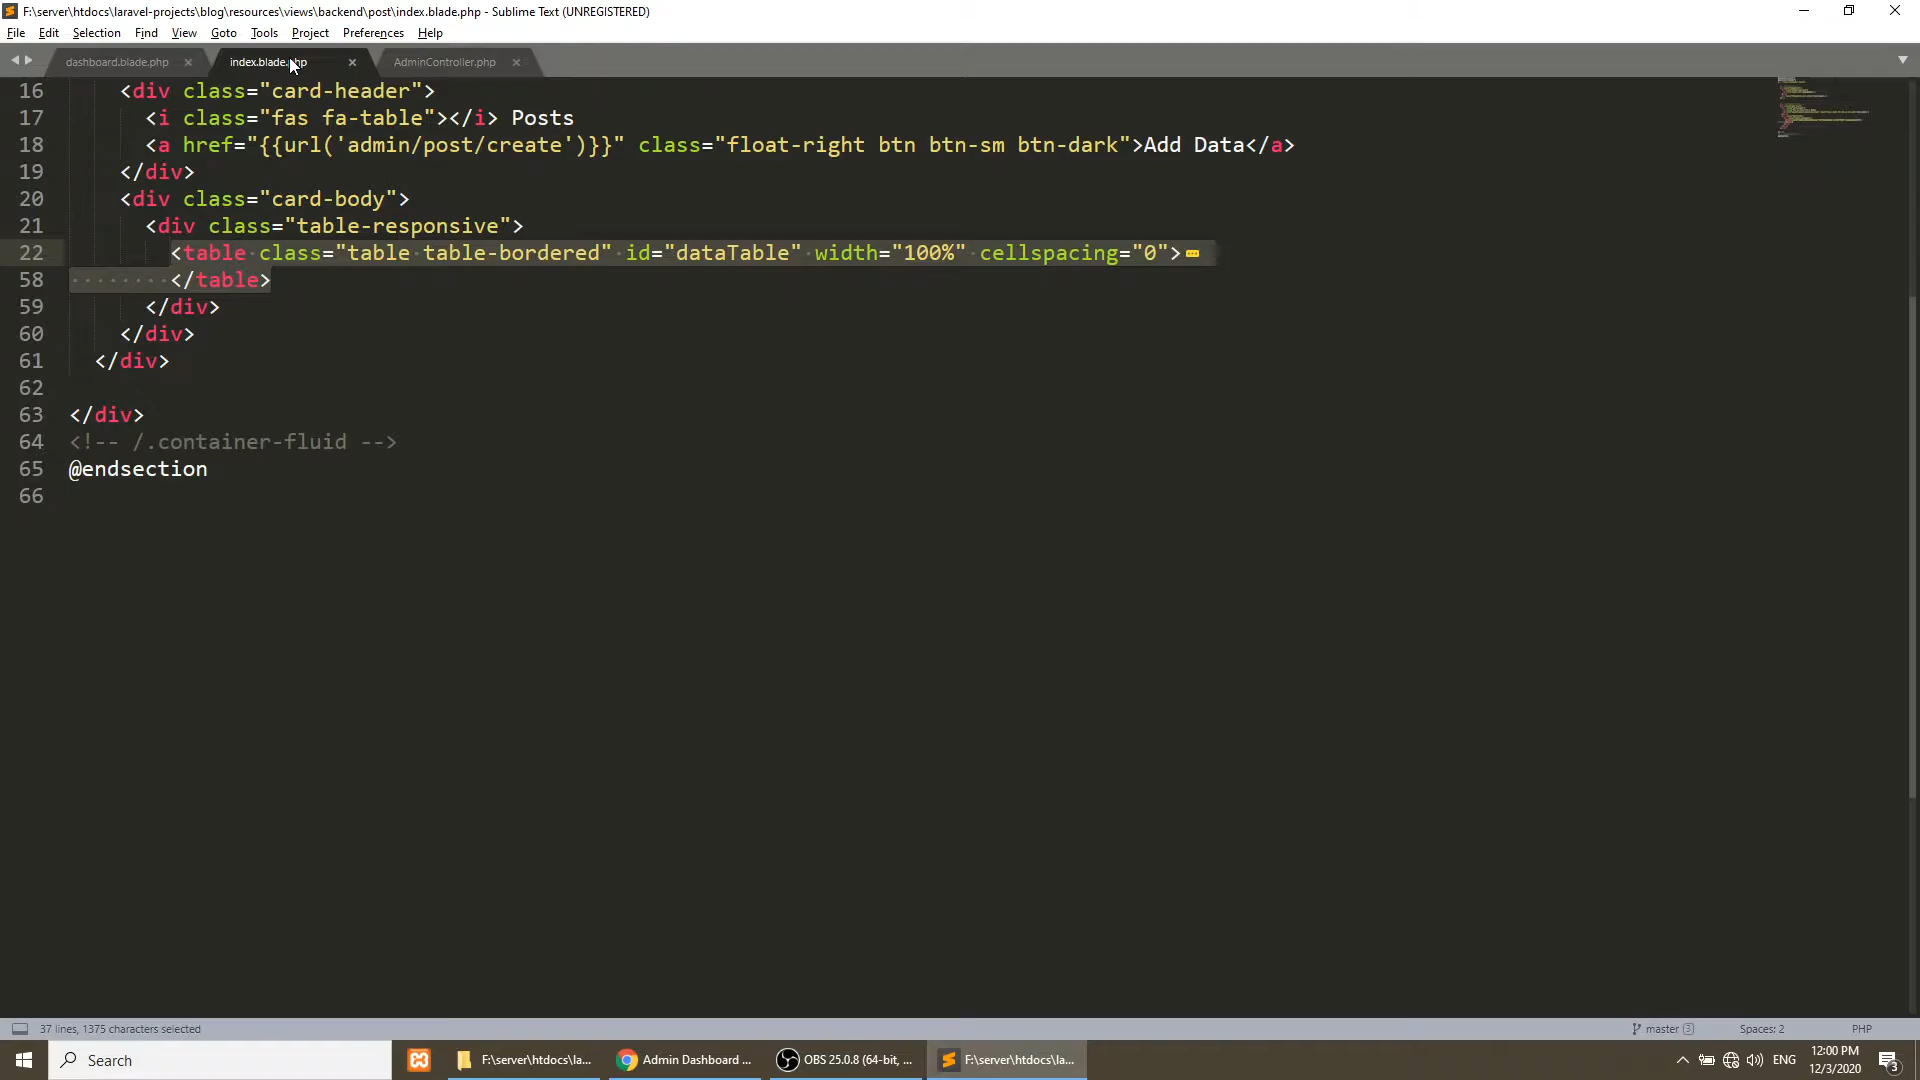 F:\server\htdocs\laravel-projects\blog\resources\views\backend\post\index.blade.php - Sublime Text (UNREGISTERED)
File Edit Selection Find View Goto Tools Project Preferences Help
dashboard.blade.php index.blade.php AdminController.php
16 <div class="card-header">
17 <i class="fas fa-table"></i> Posts
18 <a href="{{url('admin/post/create')}}" class="float-right btn btn-sm btn-dark">Add Data</a>
19 </div>
20 <div class="card-body">
21 <div class="table-responsive">
22 <table class="table table-bordered" id="dataTable" width="100%" cellspacing="0">
58 </table>
59 </div>
60 </div>
61 </div>
62
63 </div>
64 <!-- /.container-fluid -->
65 @endsection
66
37 lines, 1375 characters selected master 3 Spaces: 2 PHP
Search F:\server\htdocs\la... Admin Dashboard ... OBS 25.0.8 (64-bit, ... F:\server\htdocs\la... ENG 12:00 PM 3
12/3/2020